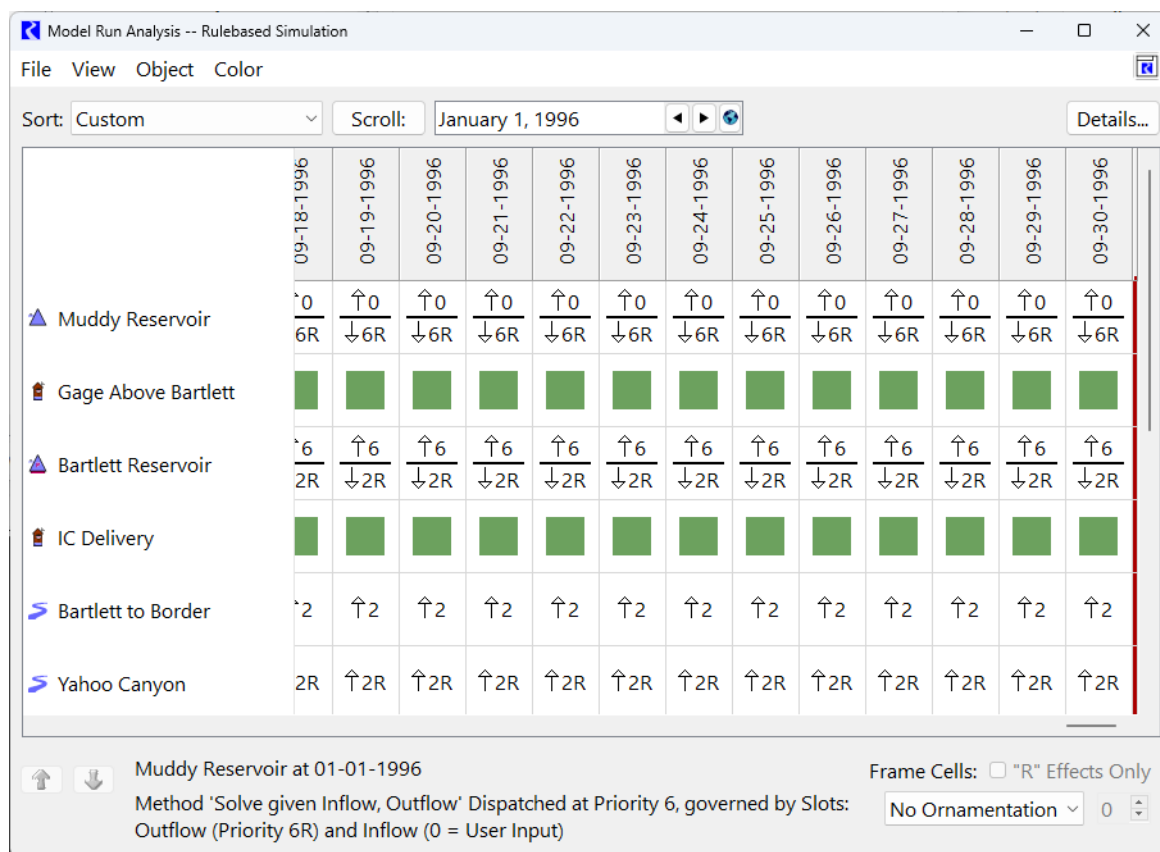 Model Run Analysis -- Rulebased Simulation
File View Object Color
Sort: Custom Scroll: January 1, 1996 Details...
09-18-1996 09-19-1996 09-20-1996 09-21-1996 09-22-1996 09-23-1996 09-24-1996 09-25-1996 09-26-1996 09-27-1996 09-28-1996 09-29-1996 09-30-1996
↑0 ↑0 ↑0 ↑0 ↑0 ↑0 ↑0 ↑0 ↑0 ↑0 ↑0 ↑0 ↑0
Muddy Reservoir
6R ↓6R ↓6R ↓6R ↓6R ↓6R ↓6R ↓6R ↓6R ↓6R ↓6R ↓6R ↓6R
Gage Above Bartlett
↑6 ↑6 ↑6 ↑6 ↑6 ↑6 ↑6 ↑6 ↑6 ↑6 ↑6 ↑6 ↑6
Bartlett Reservoir
2R ↓2R ↓2R ↓2R ↓2R ↓2R ↓2R ↓2R ↓2R ↓2R ↓2R ↓2R ↓2R
IC Delivery
Bartlett to Border ↑2 ↑2 ↑2 ↑2 ↑2 ↑2 ↑2 ↑2 ↑2 ↑2 ↑2 ↑2 ↑2
Yahoo Canyon 2R ↑2R ↑2R ↑2R ↑2R ↑2R ↑2R ↑2R ↑2R ↑2R ↑2R ↑2R ↑2R
Muddy Reservoir at 01-01-1996
Frame Cells: "R" Effects Only
Method 'Solve given Inflow, Outflow' Dispatched at Priority 6, governed by Slots:
Outflow (Priority 6R) and Inflow (0 = User Input)
No Ornamentation 0